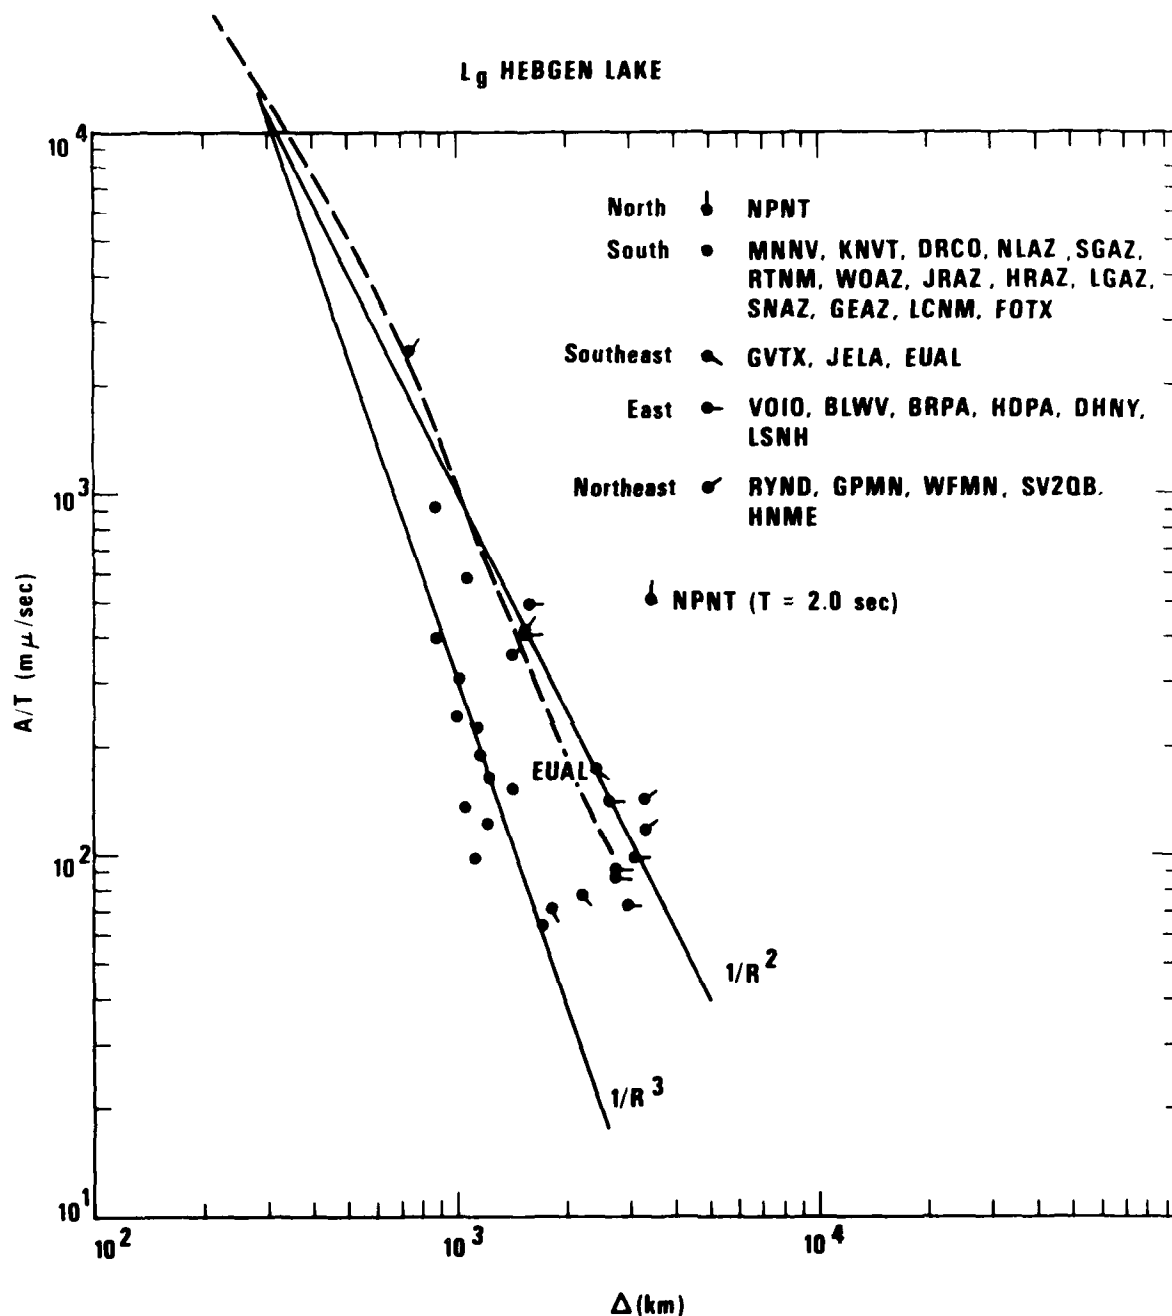 Lg HEBGEN LAKE
10^4
North NPNT
South MNNV, KNVT, DRCO, NLAZ, SGAZ,
RTNM, WOAZ, JRAZ, HRAZ, LGAZ,
SNAZ, GEAZ, LCNM, FOTX
Southeast GVTX, JELA, EUAL
East VOIO, BLWV, BRPA, HDPA, DHNY,
LSNH
Northeast RYND, GPMN, WFMN, SV2QB.
HNME
10^3
NPNT (T = 2.0 sec)
A/T (mμ/sec)
EUAL
10^2
1/R^2
1/R^3
10^1
10^2 10^3 10^4
Δ(km)